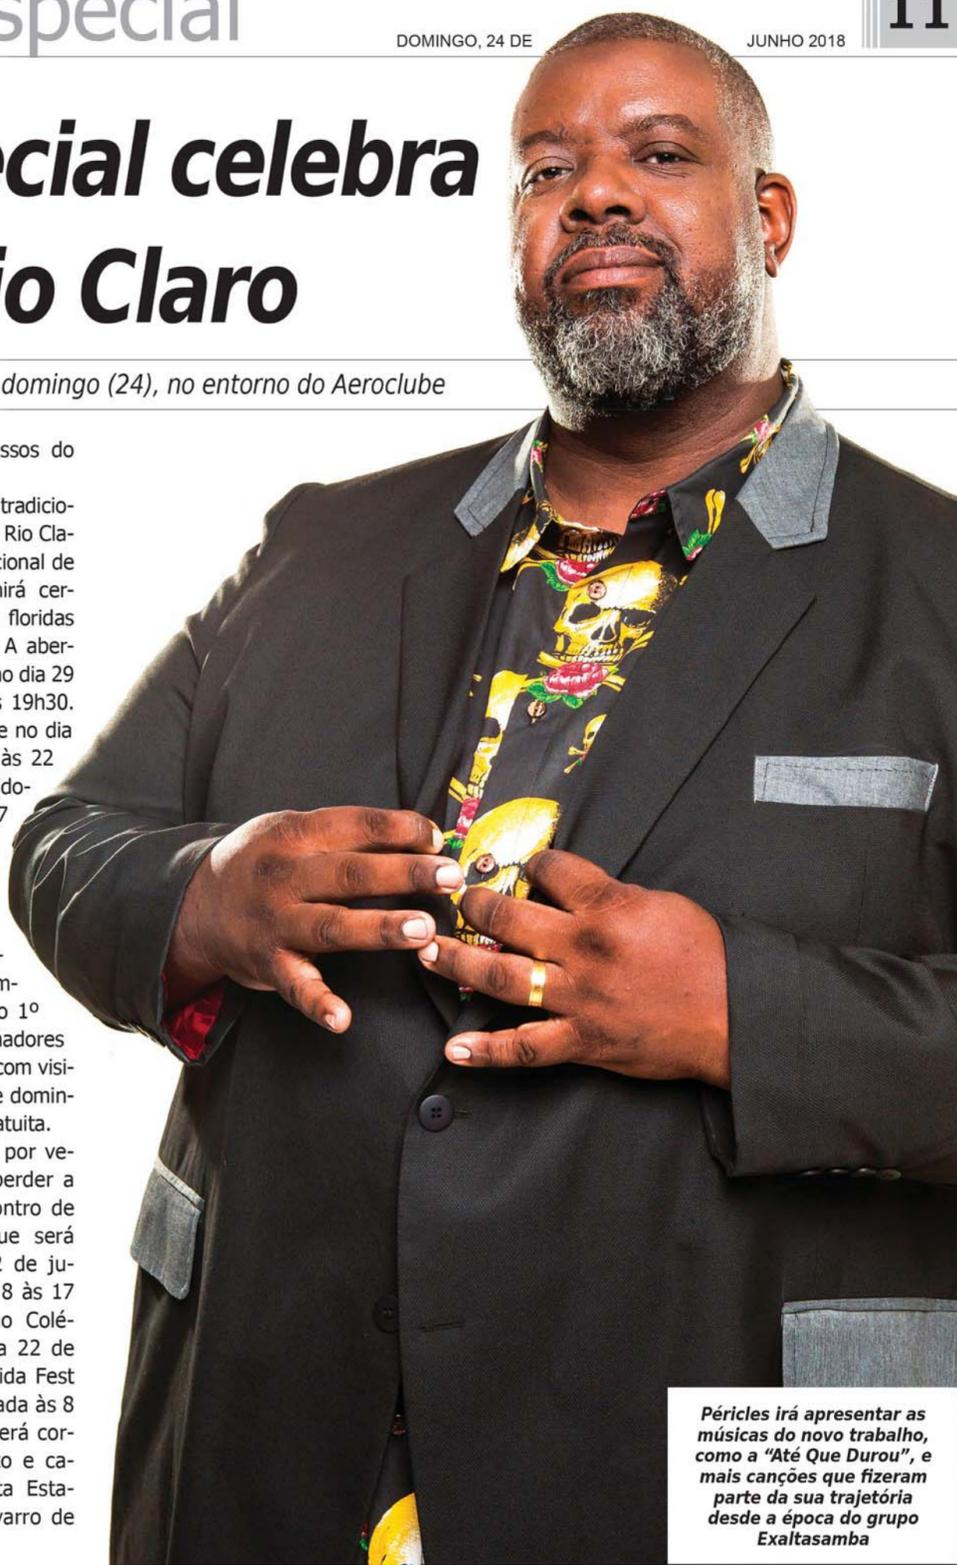 special
DOMINGO, 24 DE JUNHO 2018
11
ecial celebra
io Claro
domingo (24), no entorno do Aeroclube
ssos do
tradicio-
Rio Cla-
cional de
nirá cer-
floridas
A aber-
no dia 29
s 19h30.
e no dia
às 22
do-
7
m-
o 1º
nadores
com visi-
e domin-
atuita.
por ve-
perder a
ontro de
ue será
2 de ju-
8 às 17
o Colé-
a 22 de
ida Fest
ada às 8
erá cor-
to e ca-
ta Esta-
varro de
Péricles irá apresentar as
músicas do novo trabalho,
como a “Até Que Durou”, e
mais canções que fizeram
parte da sua trajetória
desde a época do grupo
Exaltasamba